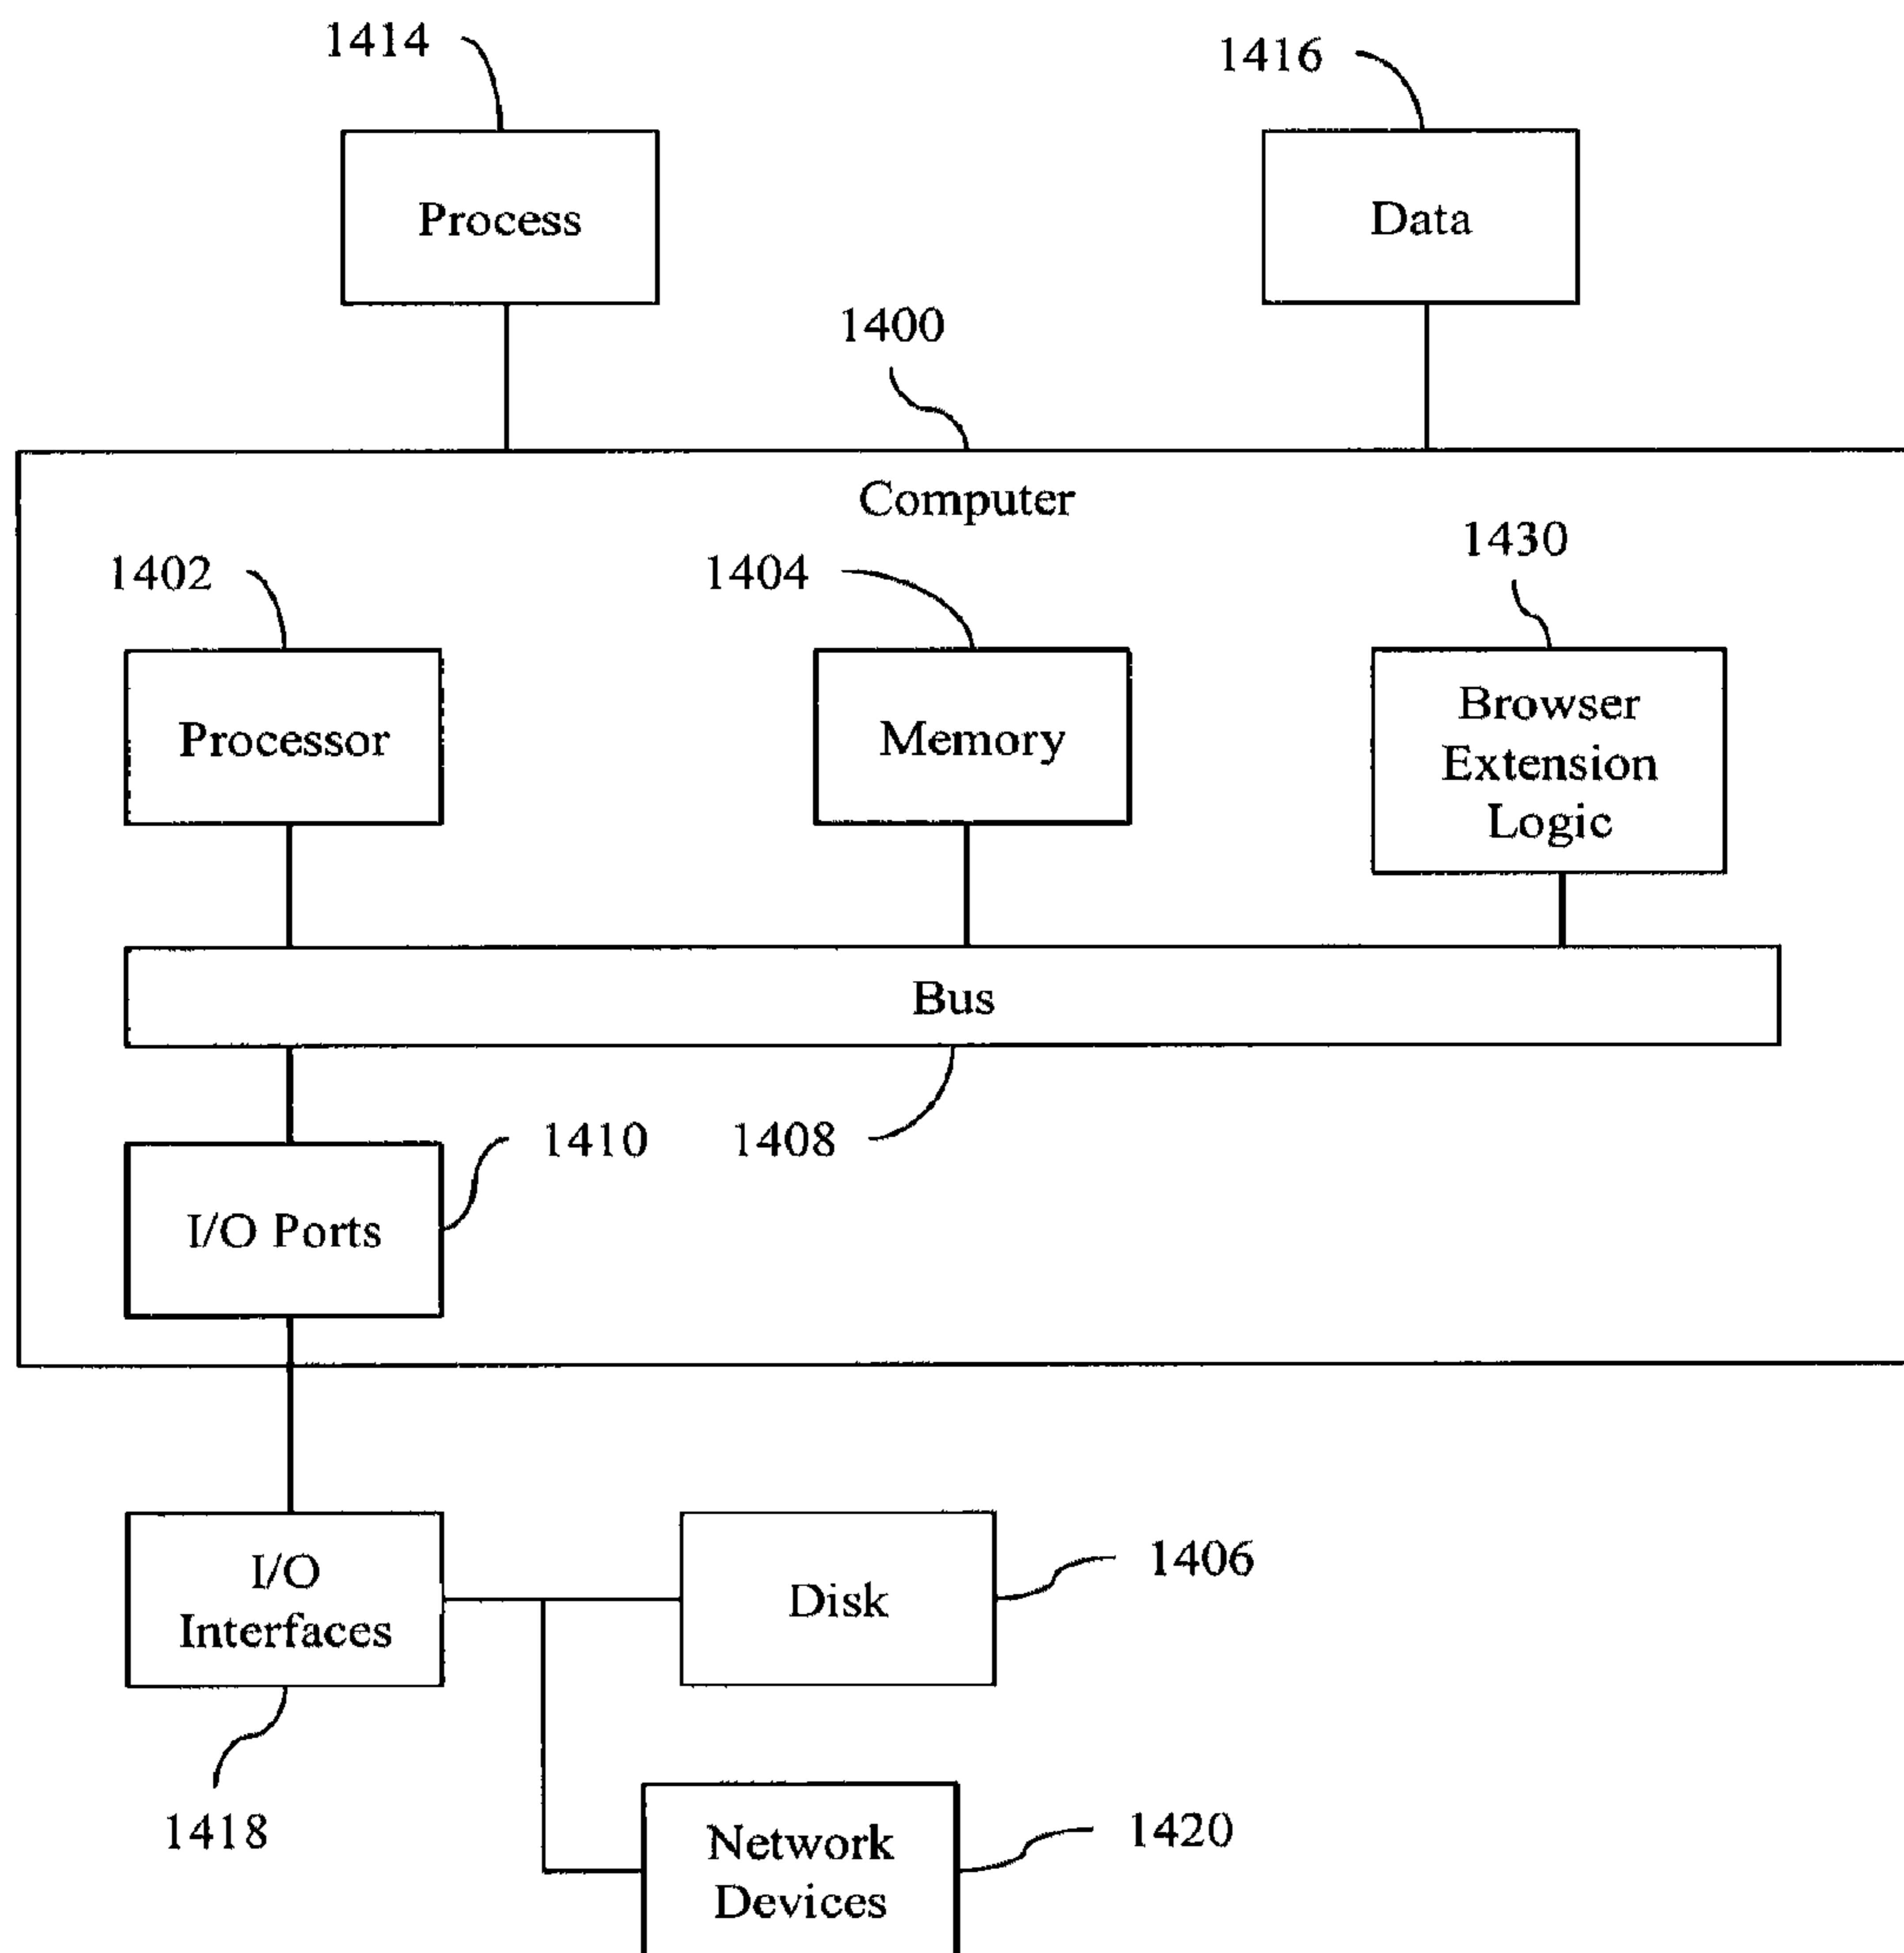 1414
1416
Process
Data
1400
Computer
1402
1404
1430
Processor
Memory
Browser
Extension
Logic
Bus
1410
1408
I/O Ports
I/O
Interfaces
Disk
1406
1418
Network
Devices
1420